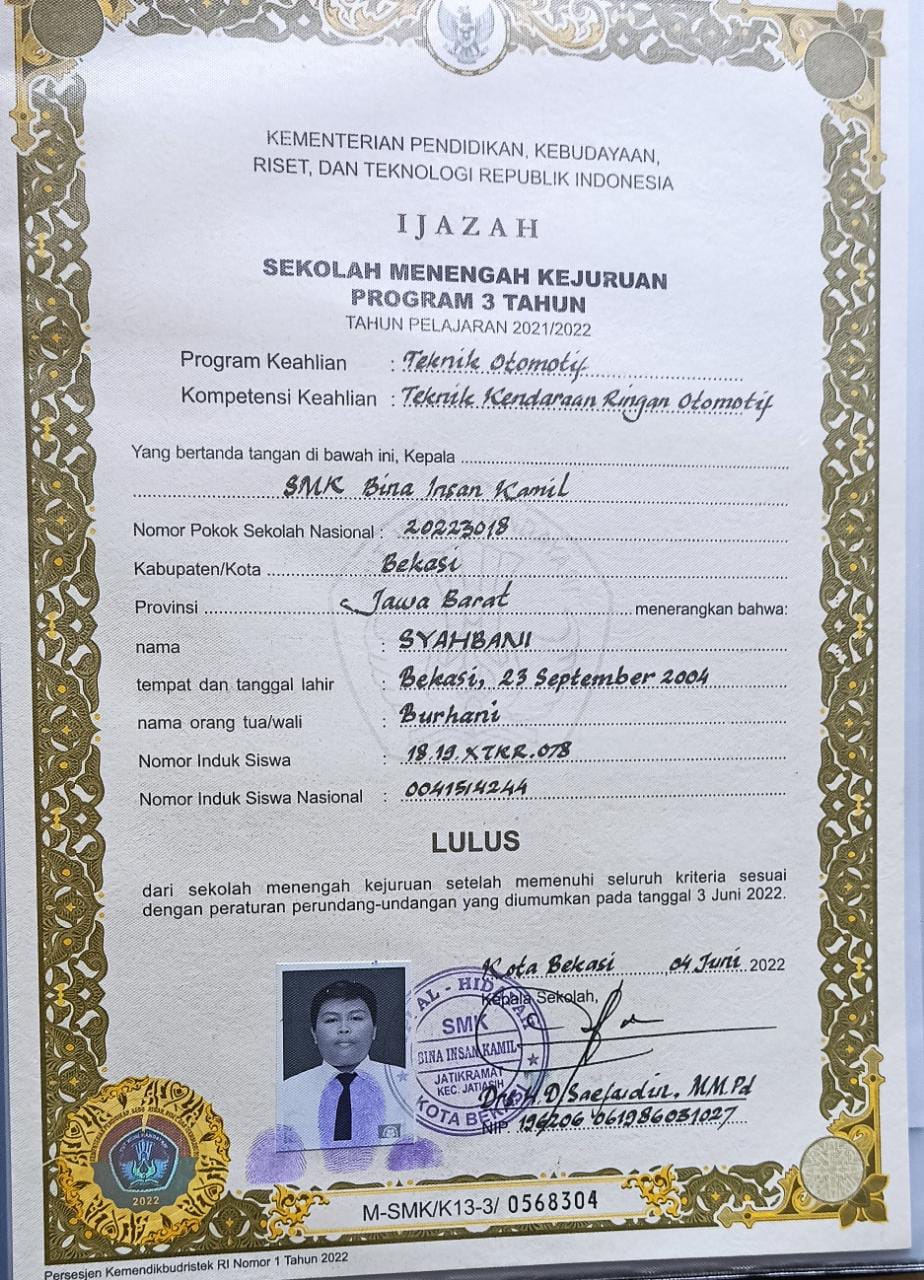 KEMENTERIAN PENDIDIKAN, KEBUDAYAAN,
RISET, DAN TEKNOLOGI REPUBLIK INDONESIA
IJAZAH
SEKOLAH MENENGAH KEJURUAN
PROGRAM 3 TAHUN
TAHUN PELAJARAN 2021/2022
Program Keahlian : Teknik Otomotif
Kompetensi Keahlian : Teknik Kendaraan Ringan Otomotif
Yang bertanda tangan di bawah ini, Kepala
SMK Bina Insan Kamil
Nomor Pokok Sekolah Nasional : 20223018
Kabupaten/Kota Bekasi
Provinsi Jawa Barat menerangkan bahwa:
nama : SYAHBANI
tempat dan tanggal lahir : Bekasi, 23 September 2004
nama orang tua/wali : Burhani
Nomor Induk Siswa : 18.19.XTKR.078
Nomor Induk Siswa Nasional : 0041514244
LULUS
dari sekolah menengah kejuruan setelah memenuhi seluruh kriteria sesuai
dengan peraturan perundang-undangan yang diumumkan pada tanggal 3 Juni 2022.
Kota Bekasi 04 Juni 2022
Kepala Sekolah,
AL - HIDAYAH
SMK
BINA INSAN KAMIL
JATIKRAMAT
KEC. JATIASIH
KOTA BEKASI
Drs. H. D. Saefudin. MM.Pd
NIP. 196206 061986031027
TUT WURI HANDAYANI
2022
M-SMK/K13-3/ 0568304
Persesjen Kemendikbudristek RI Nomor 1 Tahun 2022